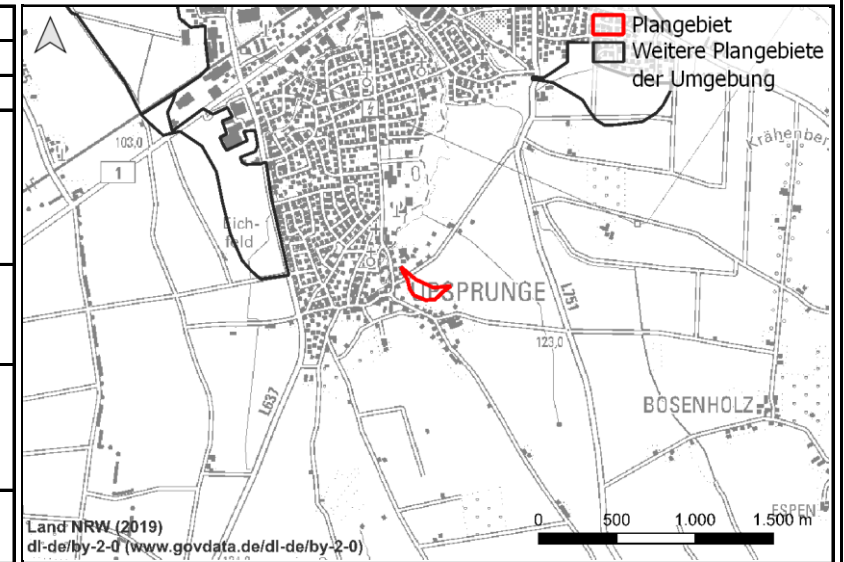 Plangebiet
Weitere Plangebiete
der Umgebung
Krähenber
103,0
1
Eich-
feld
UPSPRUNGE
L751
123,0
L637
BÖSENHOLZ
ESPEN
Land NRW (2019)
dl-de/by-2-0 (www.govdata.de/dl-de/by-2-0)
0 500 1.000 1.500 m